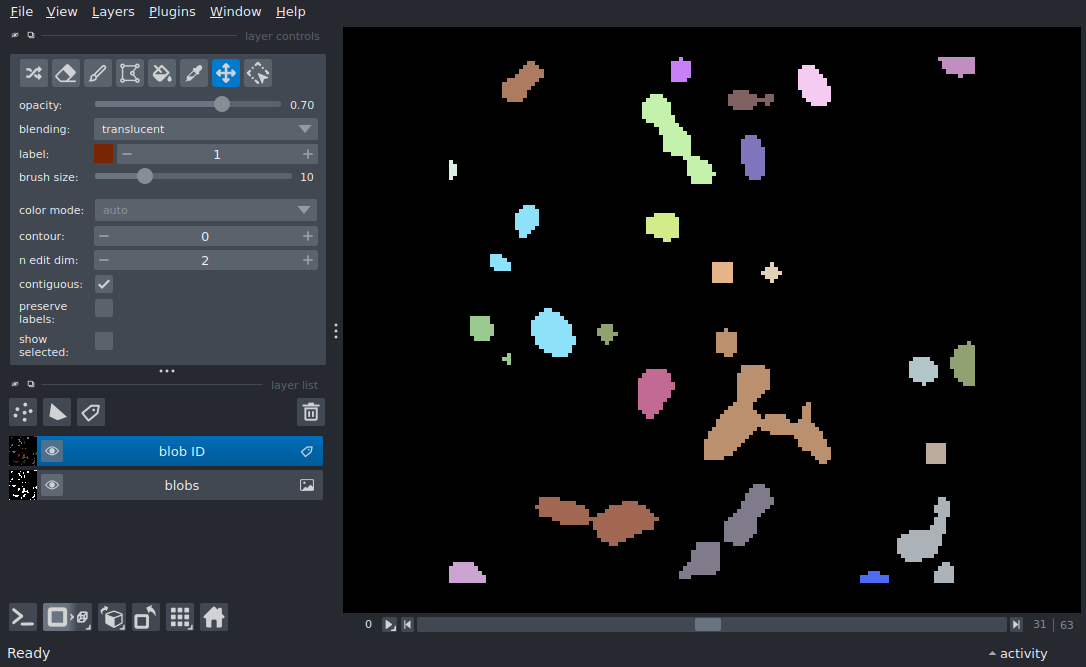 File View Layers Plugins Window Help
layer controls
opacity: 0.70
blending: translucent
label: 1
brush size: 10
color mode: auto
contour: 0
n edit dim: 2
contiguous:
preserve
labels:
show
selected:
layer list
blob ID
blobs
0 31 63
Ready activity